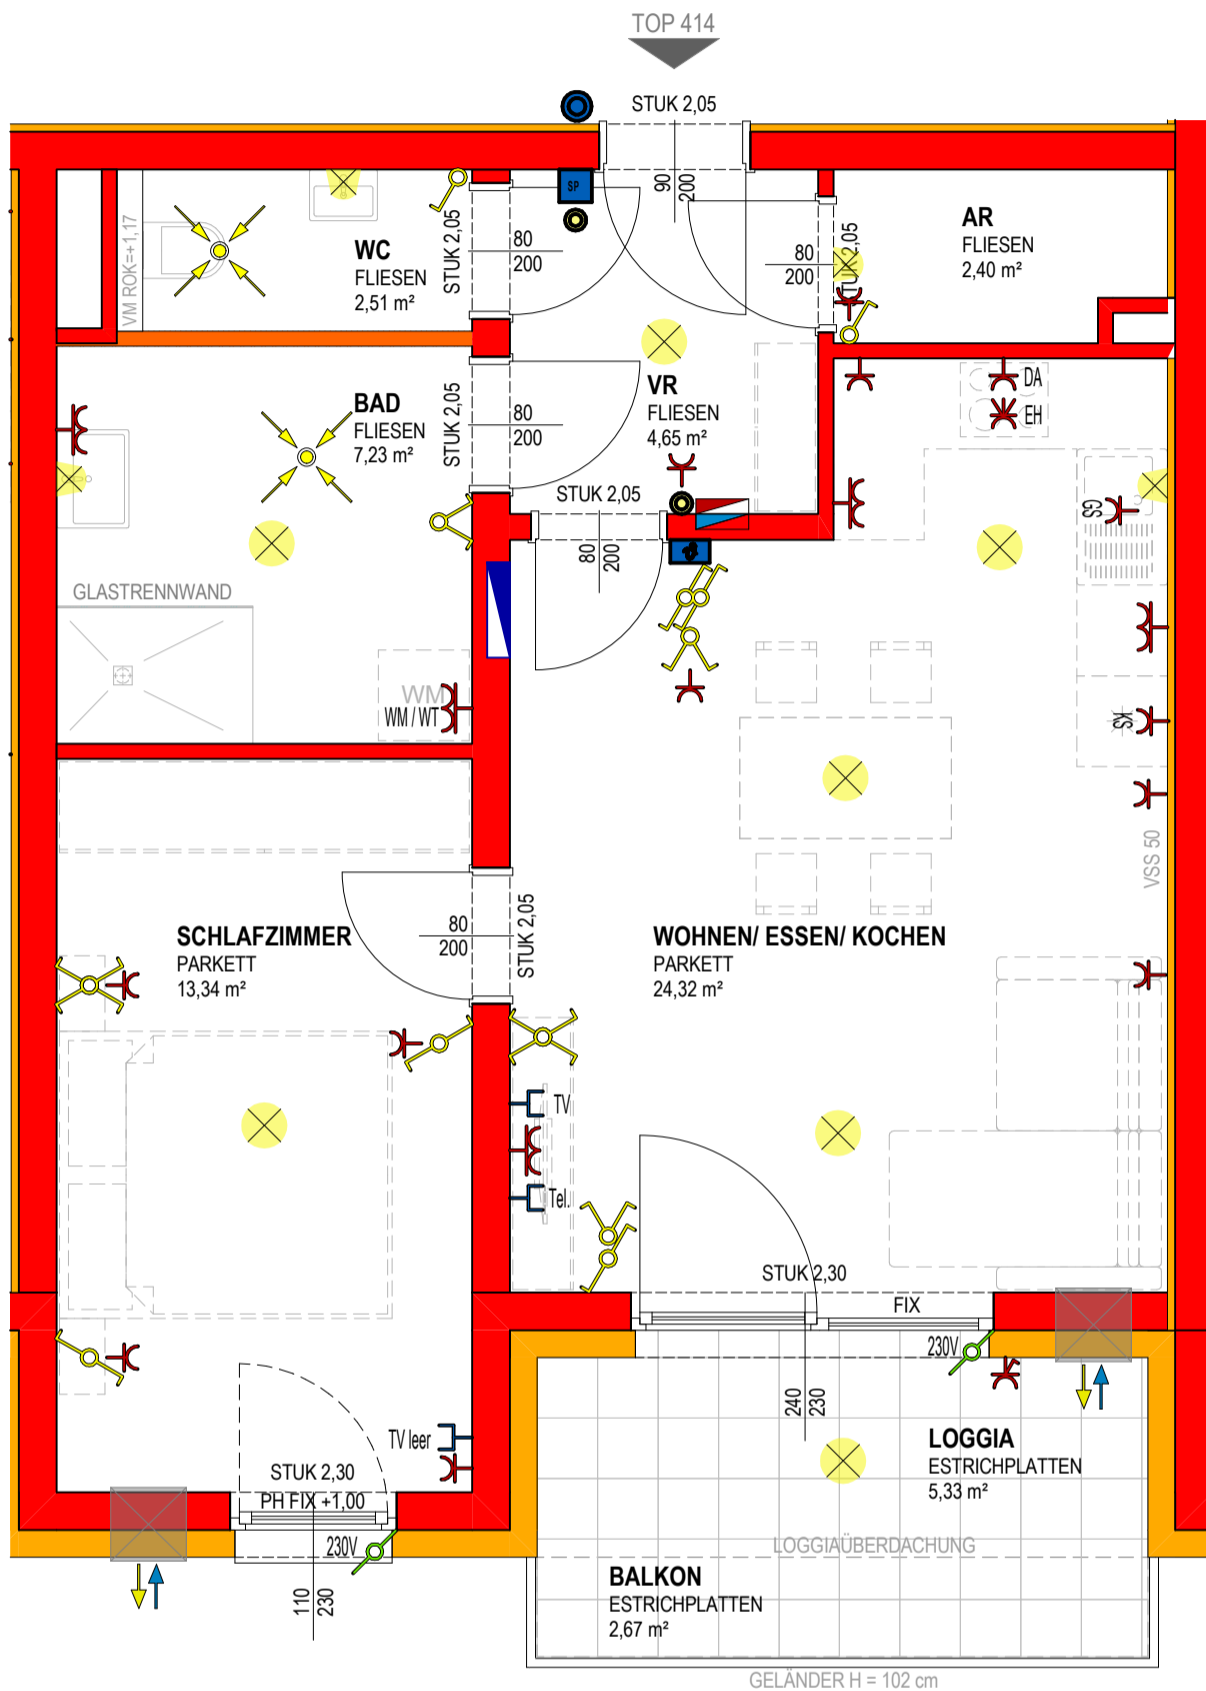 TOP 414
STUK 2,05
90
200
SP
VM ROK=+1,17
WC
FLIESEN
2,51 m²
STUK 2,05
80
200
80
200
AR
FLIESEN
2,40 m²
BAD
FLIESEN
7,23 m²
STUK 2,05
80
200
VR
FLIESEN
4,65 m²
DA
EH
STUK 2,05
80
200
GS
GLASTRENNWAND
WM
WM / WT
KS
VSS 50
SCHLAFZIMMER
PARKETT
13,34 m²
80
200
STUK 2,05
WOHNEN/ ESSEN/ KOCHEN
PARKETT
24,32 m²
TV
Tel.
STUK 2,30
FIX
230V
240
230
TV leer
STUK 2,30
PH FIX +1,00
230V
110
230
LOGGIA
ESTRICHPLATTEN
5,33 m²
LOGGIAÜBERDACHUNG
BALKON
ESTRICHPLATTEN
2,67 m²
GELÄNDER H = 102 cm